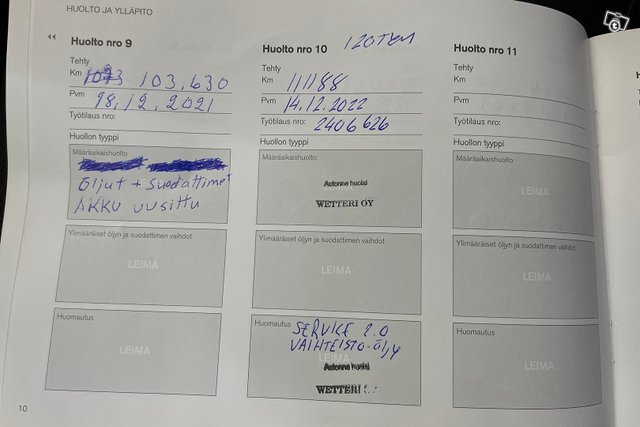 HUOLTO JA YLLÄPITO
Huolto nro 9
Tehty
Km 103,630
Pvm 98,12,2021
Työtilaus nro:
Huollon tyyppi
Määräaikaishuolto
öljut + suodattimet
AKKU uusittu
Ylimääräiset öljyn ja suodattimen vaihdot
LEIMA
Huomautus
LEIMA
10
Huolto nro 10
Tehty
Km 111188
Pvm 14.12.2022
Työtilaus nro: 2406626
Huollon tyyppi
Määräaikaishuolto
Autonne huolsi
WETTERI OY
Ylimääräiset öljyn ja suodattimen vaihdot
LEIMA
Huomautus SERVICE 2.0
VAIHTEISTO-ÖLJY
LEIMA
Autonne huolsi
WETTERI
Huolto nro 11
Tehty
Km
Pvm
Työtilaus nro:
Huollon tyyppi
Määräaikaishuolto
LEIMA
Ylimääräiset öljyn ja suodattimen vaihdot
LEIMA
Huomautus
LEIMA